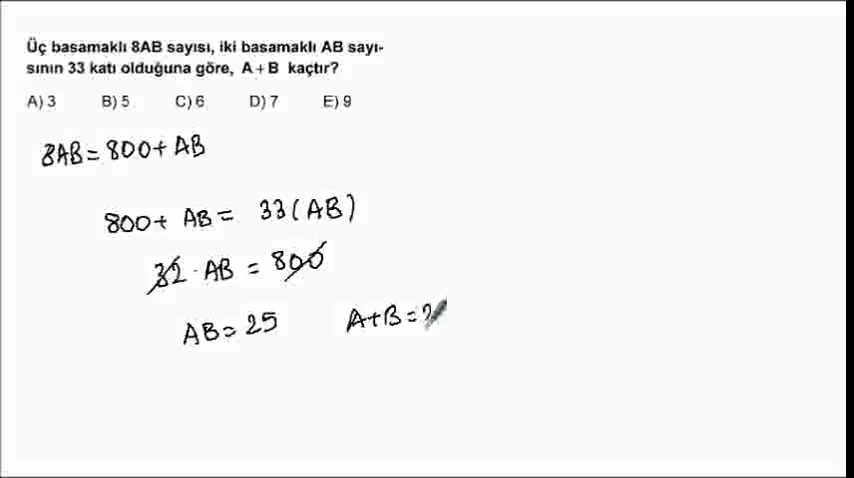 Üç basamaklı 8AB sayısı, iki basamaklı AB sayı-
sının 33 katı olduğuna göre, A + B kaçtır?
A) 3 B) 5 C) 6 D) 7 E) 9
8AB = 800 + AB
800 + AB = 33 (AB)
32 · AB = 800
AB = 25 A+B = 2